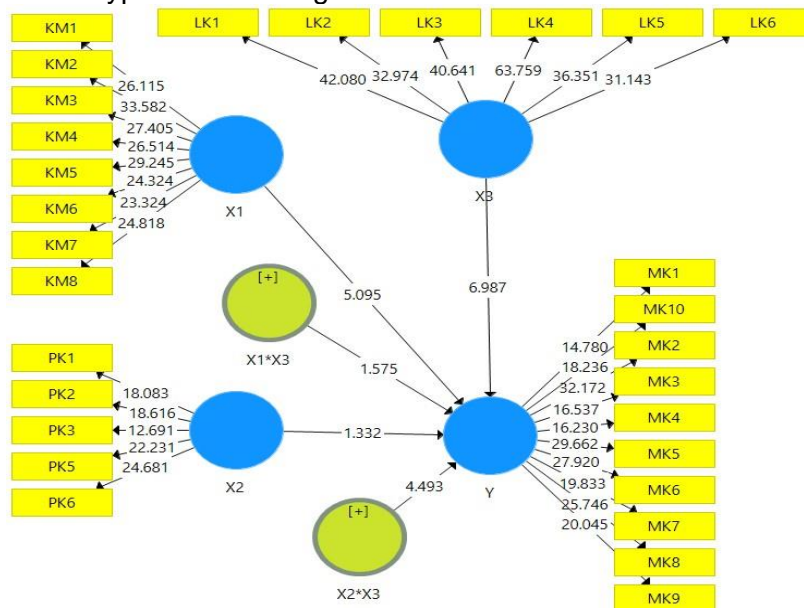 KM1
KM2
KM3
KM4
KM5
KM6
KM7
KM8
26.115
33.582
27.405
26.514
29.245
24.324
23.324
24.818
X1
LK1
LK2
LK3
LK4
LK5
LK6
42.080
32.974
40.641
63.759
36.351
31.143
X3
[+]
X1*X3
5.095
1.575
6.987
PK1
PK2
PK3
PK5
PK6
18.083
18.616
12.691
22.231
24.681
X2
1.332
[+]
X2*X3
4.493
Y
14.780
18.236
32.172
16.537
16.230
29.662
27.920
19.833
25.746
20.045
MK1
MK10
MK2
MK3
MK4
MK5
MK6
MK7
MK8
MK9